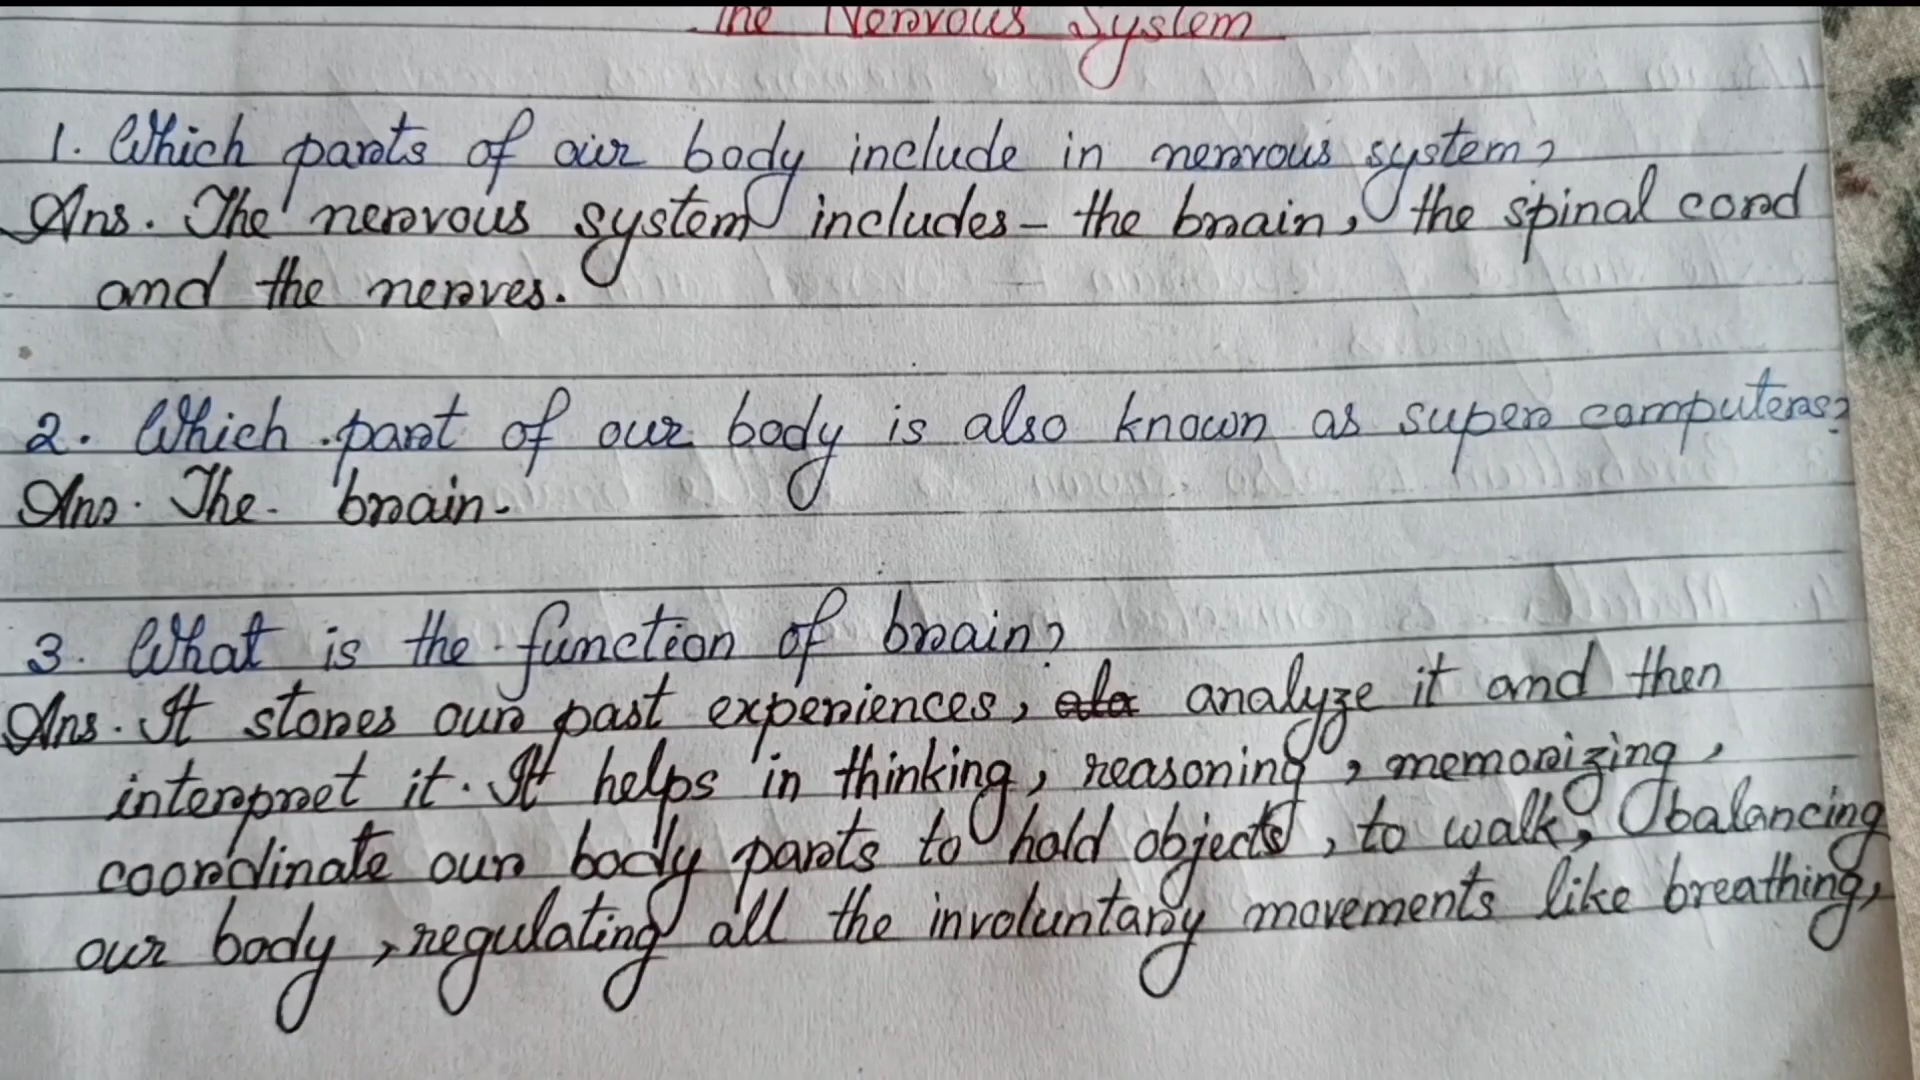 The Nervous System
1. Which parts of our body include in nervous system?
Ans. The nervous system includes - the brain, the spinal cord
and the nerves.
2. Which part of our body is also known as super computers?
Ans. The brain.
3. What is the function of brain?
Ans. It stores our past experiences, analyze it and then
interpret it. It helps in thinking, reasoning, memorizing,
coordinate our body parts to hold objects, to walk, balancing
our body, regulating all the involuntary movements like breathing,